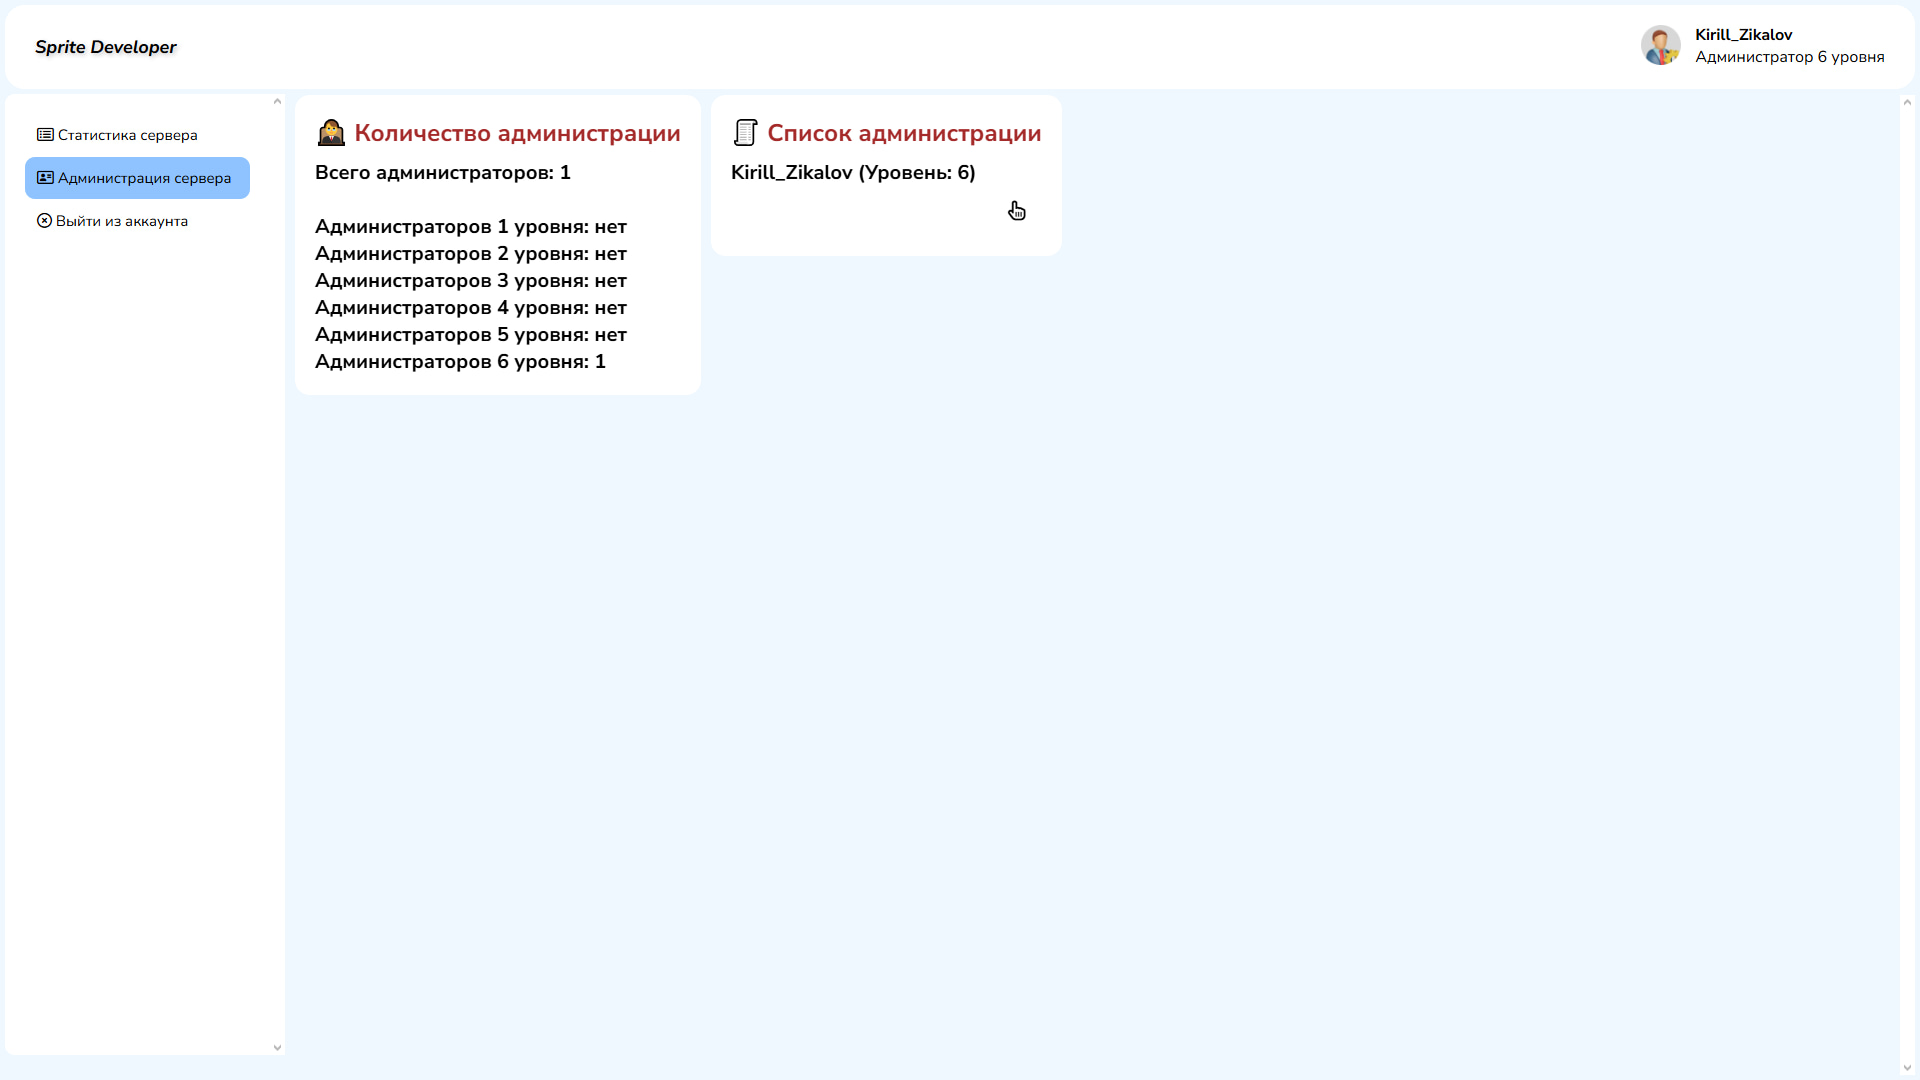 Sprite Developer
Kirill_Zikalov
Администратор 6 уровня
Статистика сервера
Администрация сервера
Выйти из аккаунта
Количество администрации
Всего администраторов: 1
Администраторов 1 уровня: нет
Администраторов 2 уровня: нет
Администраторов 3 уровня: нет
Администраторов 4 уровня: нет
Администраторов 5 уровня: нет
Администраторов 6 уровня: 1
Список администрации
Kirill_Zikalov (Уровень: 6)